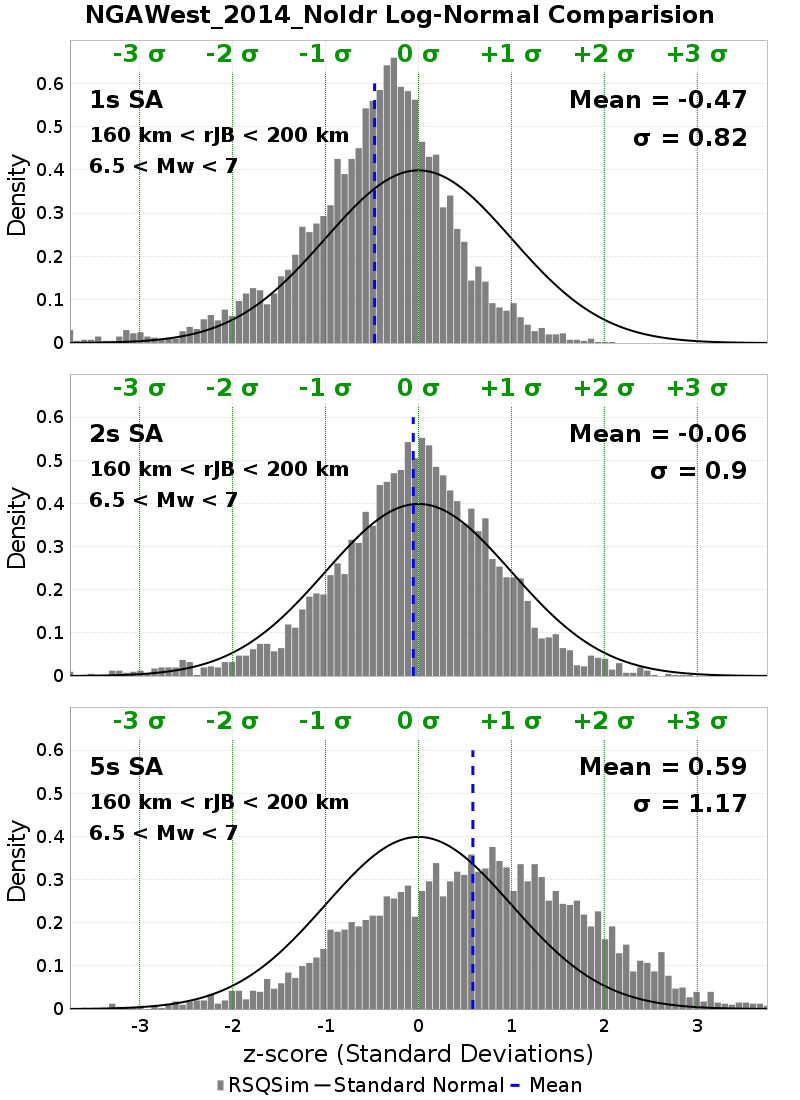 NGAWest_2014_NoIdr Log-Normal Comparision
-3 σ -2 σ -1 σ 0 σ +1 σ +2 σ +3 σ
1s SA
160 km < rJB < 200 km
6.5 < Mw < 7
Mean = -0.47
σ = 0.82
Density
0.6
0.5
0.4
0.3
0.2
0.1
0
-3 σ -2 σ -1 σ 0 σ +1 σ +2 σ +3 σ
2s SA
160 km < rJB < 200 km
6.5 < Mw < 7
Mean = -0.06
σ = 0.9
Density
0.6
0.5
0.4
0.3
0.2
0.1
0
-3 σ -2 σ -1 σ 0 σ +1 σ +2 σ +3 σ
5s SA
160 km < rJB < 200 km
6.5 < Mw < 7
Mean = 0.59
σ = 1.17
Density
0.6
0.5
0.4
0.3
0.2
0.1
0
-3 -2 -1 0 1 2 3
z-score (Standard Deviations)
RSQSim Standard Normal Mean